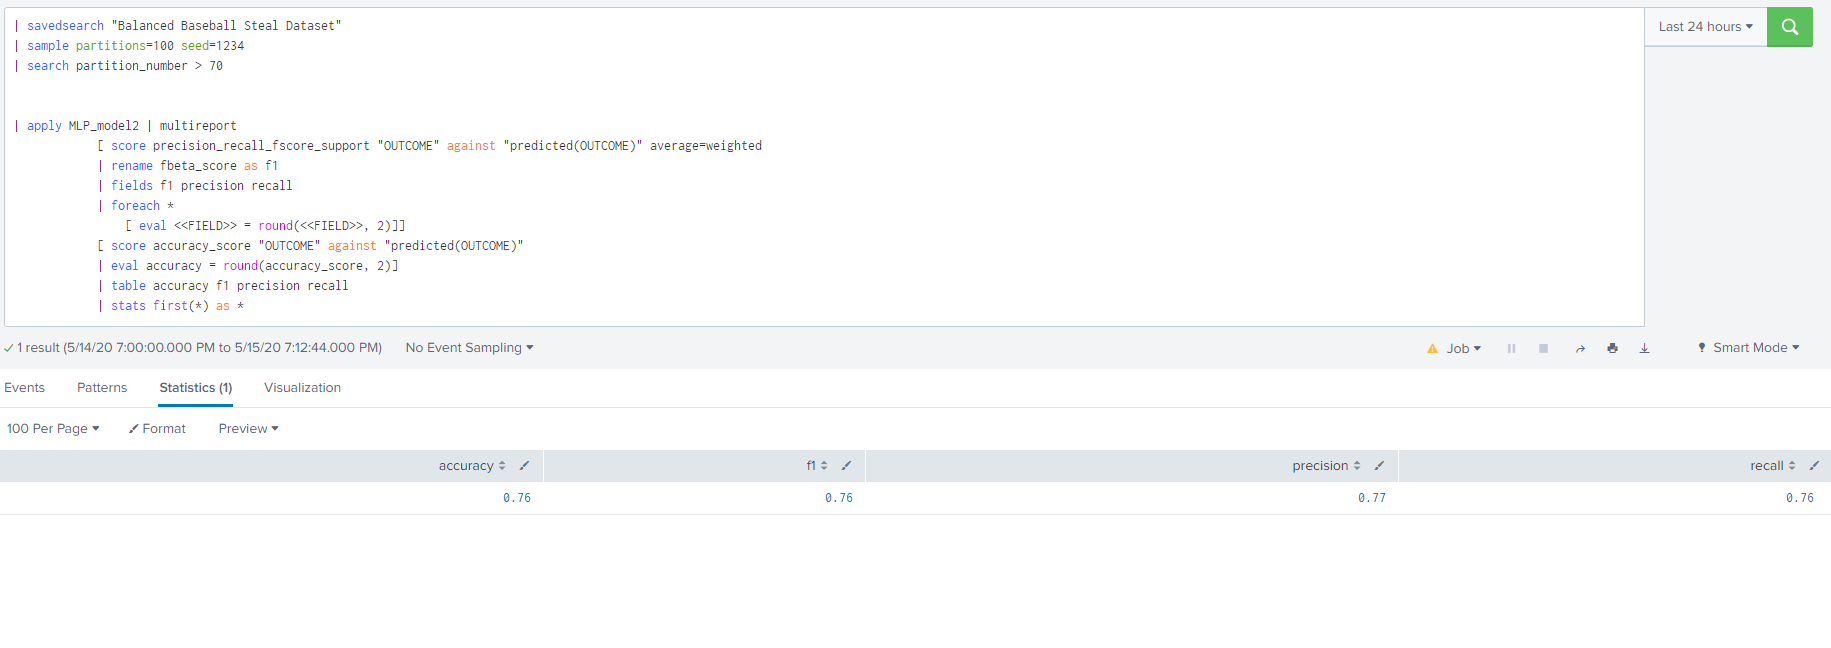 | savedsearch "Balanced Baseball Steal Dataset"
| sample partitions=100 seed=1234
| search partition_number > 70
| apply MLP_model2 | multireport
[ score precision_recall_fscore_support "OUTCOME" against "predicted(OUTCOME)" average=weighted
| rename fbeta_score as f1
| fields f1 precision recall
| foreach *
[ eval <<FIELD>> = round(<<FIELD>>, 2)]]
[ score accuracy_score "OUTCOME" against "predicted(OUTCOME)"
| eval accuracy = round(accuracy_score, 2)]
| table accuracy f1 precision recall
| stats first(*) as *
Last 24 hours
1 result (5/14/20 7:00:00.000 PM to 5/15/20 7:12:44.000 PM) No Event Sampling Job Smart Mode
Events Patterns Statistics (1) Visualization
100 Per Page Format Preview
accuracy f1 precision recall
0.76 0.76 0.77 0.76